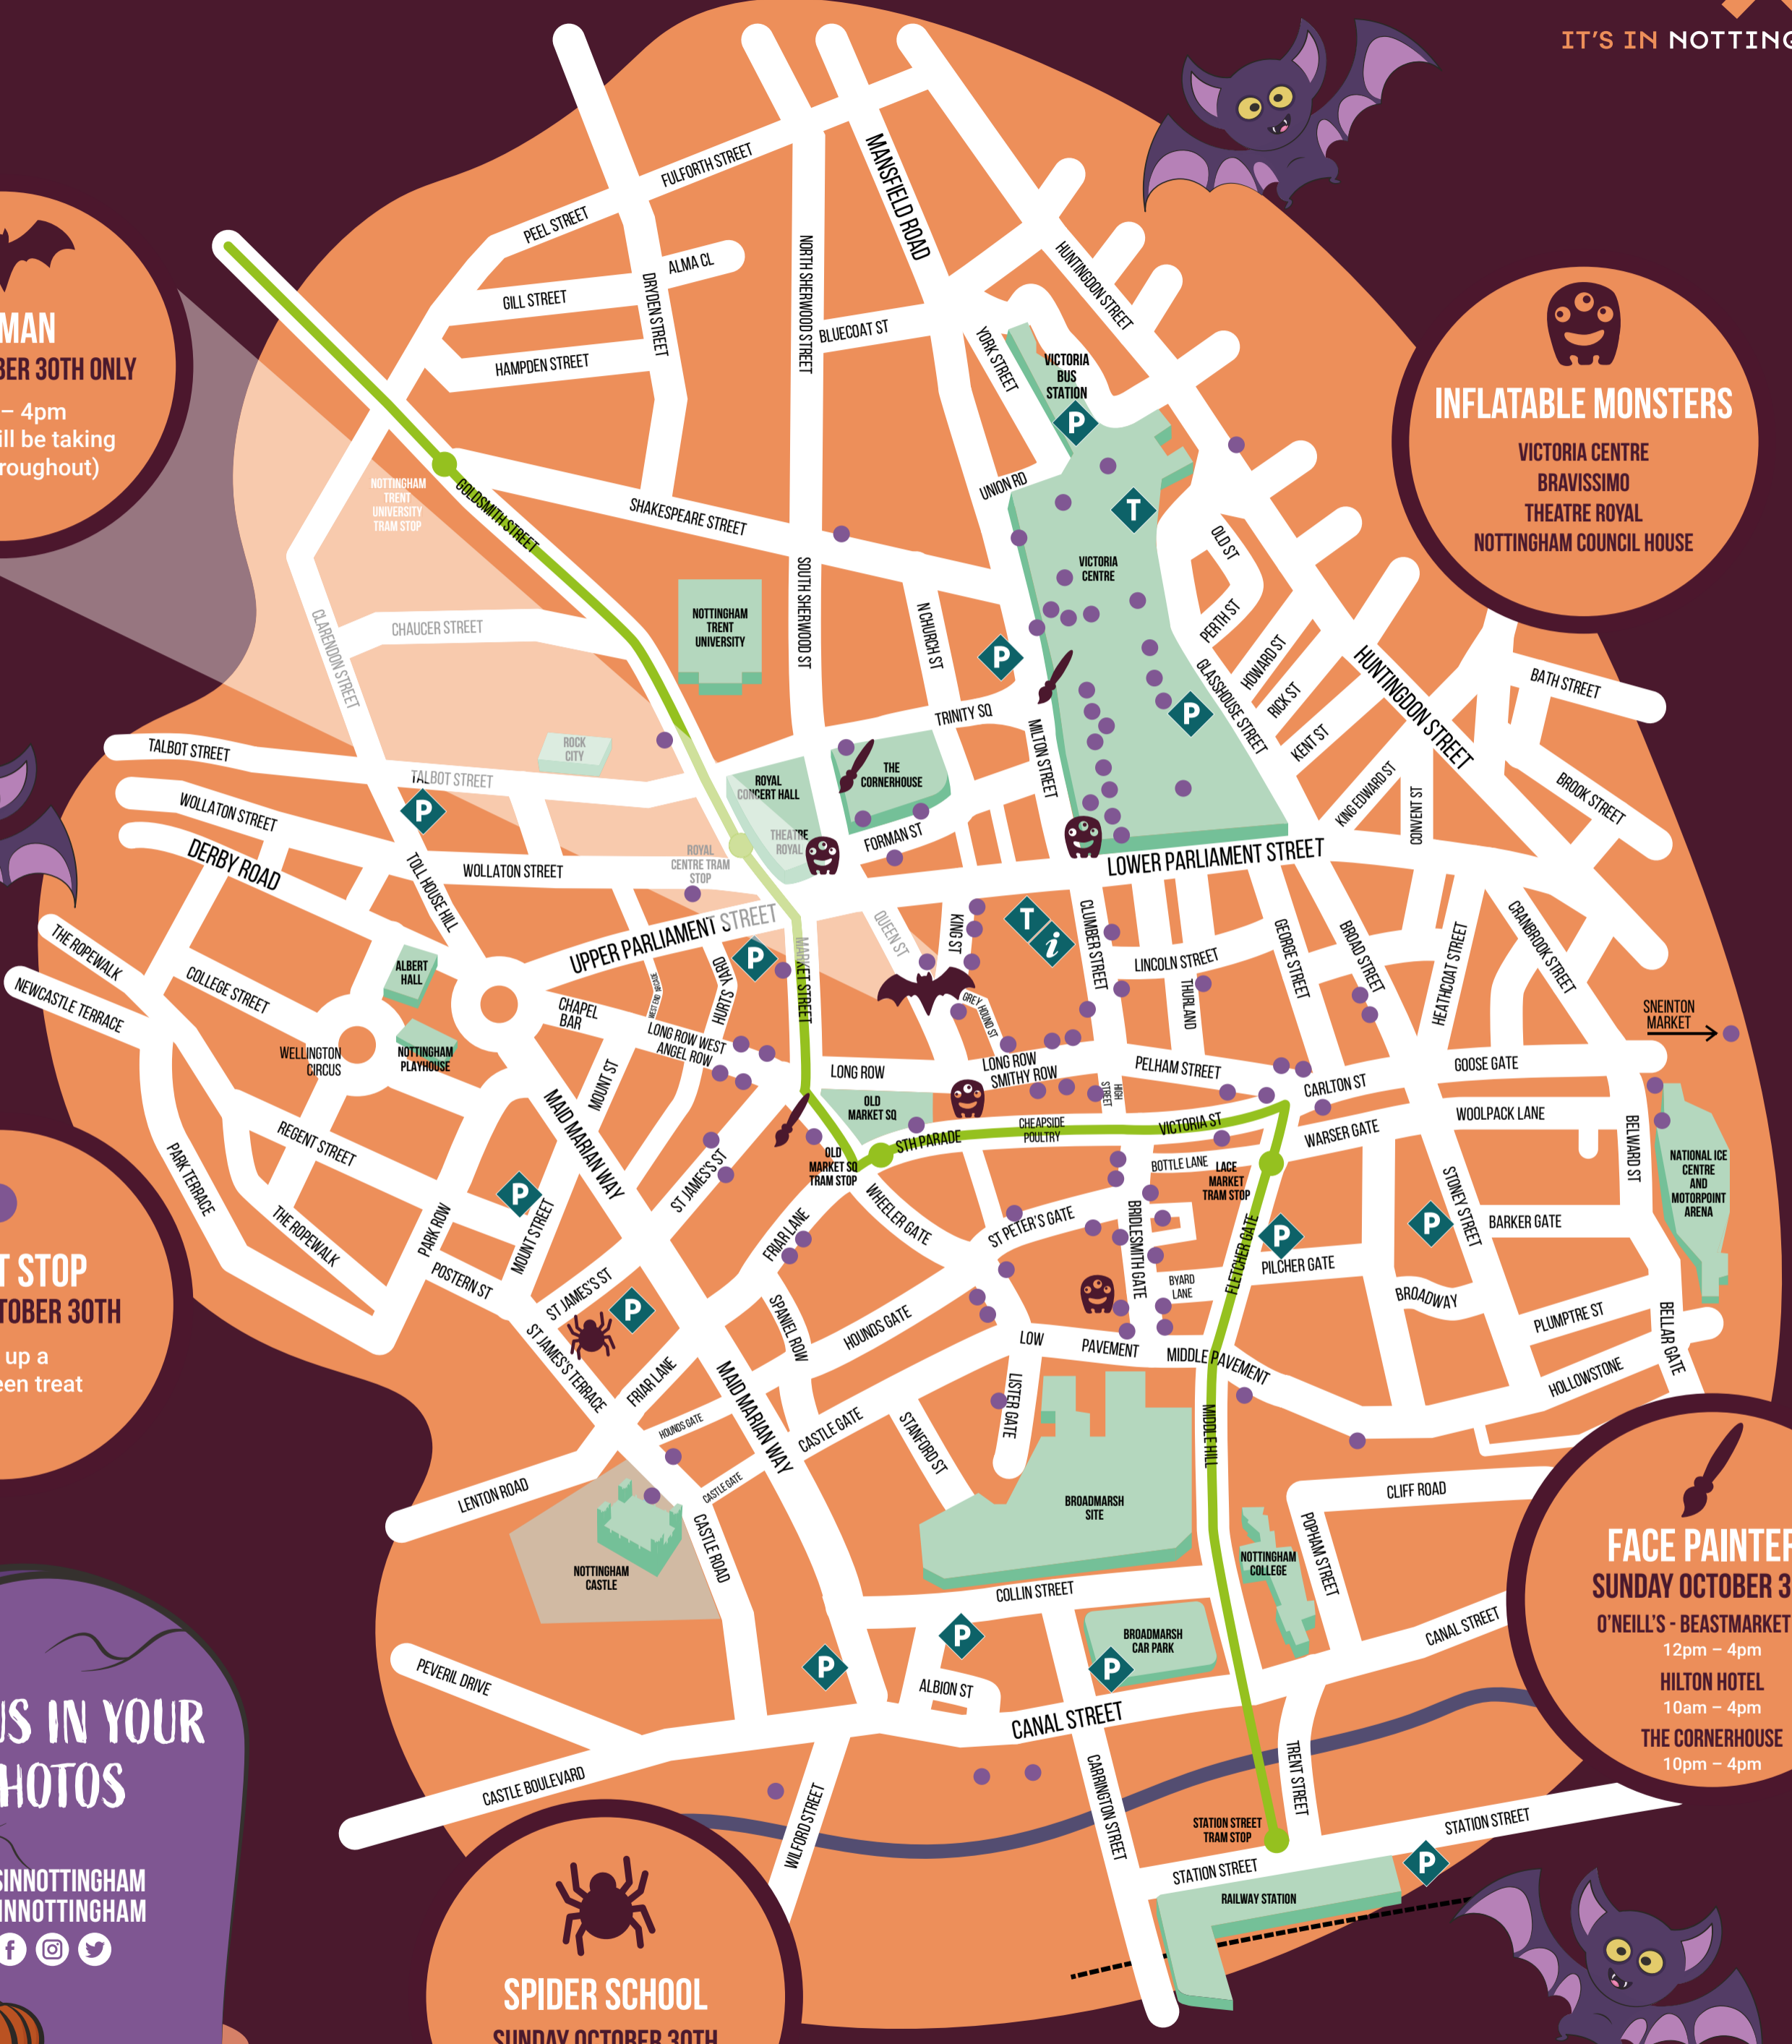 IT'S IN NOTTING
MAN
BER 30TH ONLY
– 4pm
ill be taking
roughout)
INFLATABLE MONSTERS
VICTORIA CENTRE
BRAVISSIMO
THEATRE ROYAL
NOTTINGHAM COUNCIL HOUSE
FULFORTH STREET
MANSFIELD ROAD
PEEL STREET
ALMA CL
GILL STREET
DRYDEN STREET
NORTH SHERWOOD STREET
HUNTINGDON STREET
BLUECOAT ST
YORK STREET
HAMPDEN STREET
VICTORIA
BUS
STATION
P
NOTTINGHAM
TRENT
UNIVERSITY
TRAM STOP
GOLDSMITH STREET
SHAKESPEARE STREET
UNION RD
T
OLD ST
VICTORIA
CENTRE
SOUTH SHERWOOD ST
NOTTINGHAM
TRENT
UNIVERSITY
N CHURCH ST
P
PERTH ST
HOWARD ST
RICK ST
KENT ST
GLASSHOUSE STREET
HUNTINGDON STREET
BATH STREET
CLARENDON STREET
CHAUCER STREET
TRINITY SQ
MILTON STREET
P
KING EDWARD ST
CONVENT ST
BROOK STREET
TALBOT STREET
TALBOT STREET
ROCK
CITY
ROYAL
CONCERT HALL
THE
CORNERHOUSE
THEATRE
ROYAL
FORMAN ST
WOLLATON STREET
P
DERBY ROAD
TOLL HOUSE HILL
WOLLATON STREET
ROYAL
CENTRE TRAM
STOP
LOWER PARLIAMENT STREET
UPPER PARLIAMENT STREET
QUEEN ST
KING ST
T
i
CLUMBER STREET
LINCOLN STREET
THURLAND
GEORGE STREET
BROAD STREET
HEATHCOAT STREET
CRANBROOK STREET
SNEINTON
MARKET
THE ROPEWALK
NEWCASTLE TERRACE
COLLEGE STREET
ALBERT
HALL
WELLINGTON
CIRCUS
NOTTINGHAM
PLAYHOUSE
CHAPEL
BAR
WEST END ARCADE
HURTS YARD
P
MARKET STREET
LONG ROW WEST
ANGEL ROW
GREYHOUND ST
LONG ROW
LONG ROW
SMITHY ROW
HIGH
STREET
PELHAM STREET
CARLTON ST
GOOSE GATE
OLD
MARKET SQ
MOUNT ST
MAID MARIAN WAY
STH PARADE
CHEAPSIDE
POULTRY
VICTORIA ST
WARSER GATE
WOOLPACK LANE
BELWARD ST
NATIONAL ICE
CENTRE
AND
MOTORPOINT
ARENA
OLD
MARKET SQ
TRAM STOP
BOTTLE LANE
LACE
MARKET
TRAM STOP
REGENT STREET
PARK TERRACE
THE ROPEWALK
PARK ROW
P
MOUNT STREET
POSTERN ST
ST JAMES'S ST
ST JAMES'S ST
FRIAR LANE
WHEELER GATE
ST PETER'S GATE
BRIDLESMITH GATE
FLETCHER GATE
P
PILCHER GATE
P
STONEY STREET
BARKER GATE
BYARD
LANE
BROADWAY
PLUMPTRE ST
BELLAR GATE
HOLLOWSTONE
P
ST JAMES'S TERRACE
FRIAR LANE
SPANIEL ROW
HOUNDS GATE
LOW
PAVEMENT
MIDDLE PAVEMENT
LISTER GATE
MAID MARIAN WAY
HOUNDS GATE
CASTLE GATE
CASTLE GATE
STANFORD ST
MIDDLE HILL
LENTON ROAD
NOTTINGHAM
CASTLE
CASTLE ROAD
BROADMARSH
SITE
NOTTINGHAM
COLLEGE
CLIFF ROAD
POPHAM STREET
COLLIN STREET
CANAL STREET
P
P
BROADMARSH
CAR PARK
P
ALBION ST
CANAL STREET
PEVERIL DRIVE
CASTLE BOULEVARD
WILFORD STREET
CARRINGTON STREET
TRENT STREET
STATION STREET
TRAM STOP
STATION STREET
STATION STREET
P
RAILWAY STATION
T STOP
TOBER 30TH
up a
een treat
US IN YOUR
HOTOS
SINNOTTINGHAM
INNOTTINGHAM
f
SPIDER SCHOOL
SUNDAY OCTOBER 30TH
FACE PAINTER
SUNDAY OCTOBER 3
O'NEILL'S - BEASTMARKET
12pm – 4pm
HILTON HOTEL
10am – 4pm
THE CORNERHOUSE
10pm – 4pm